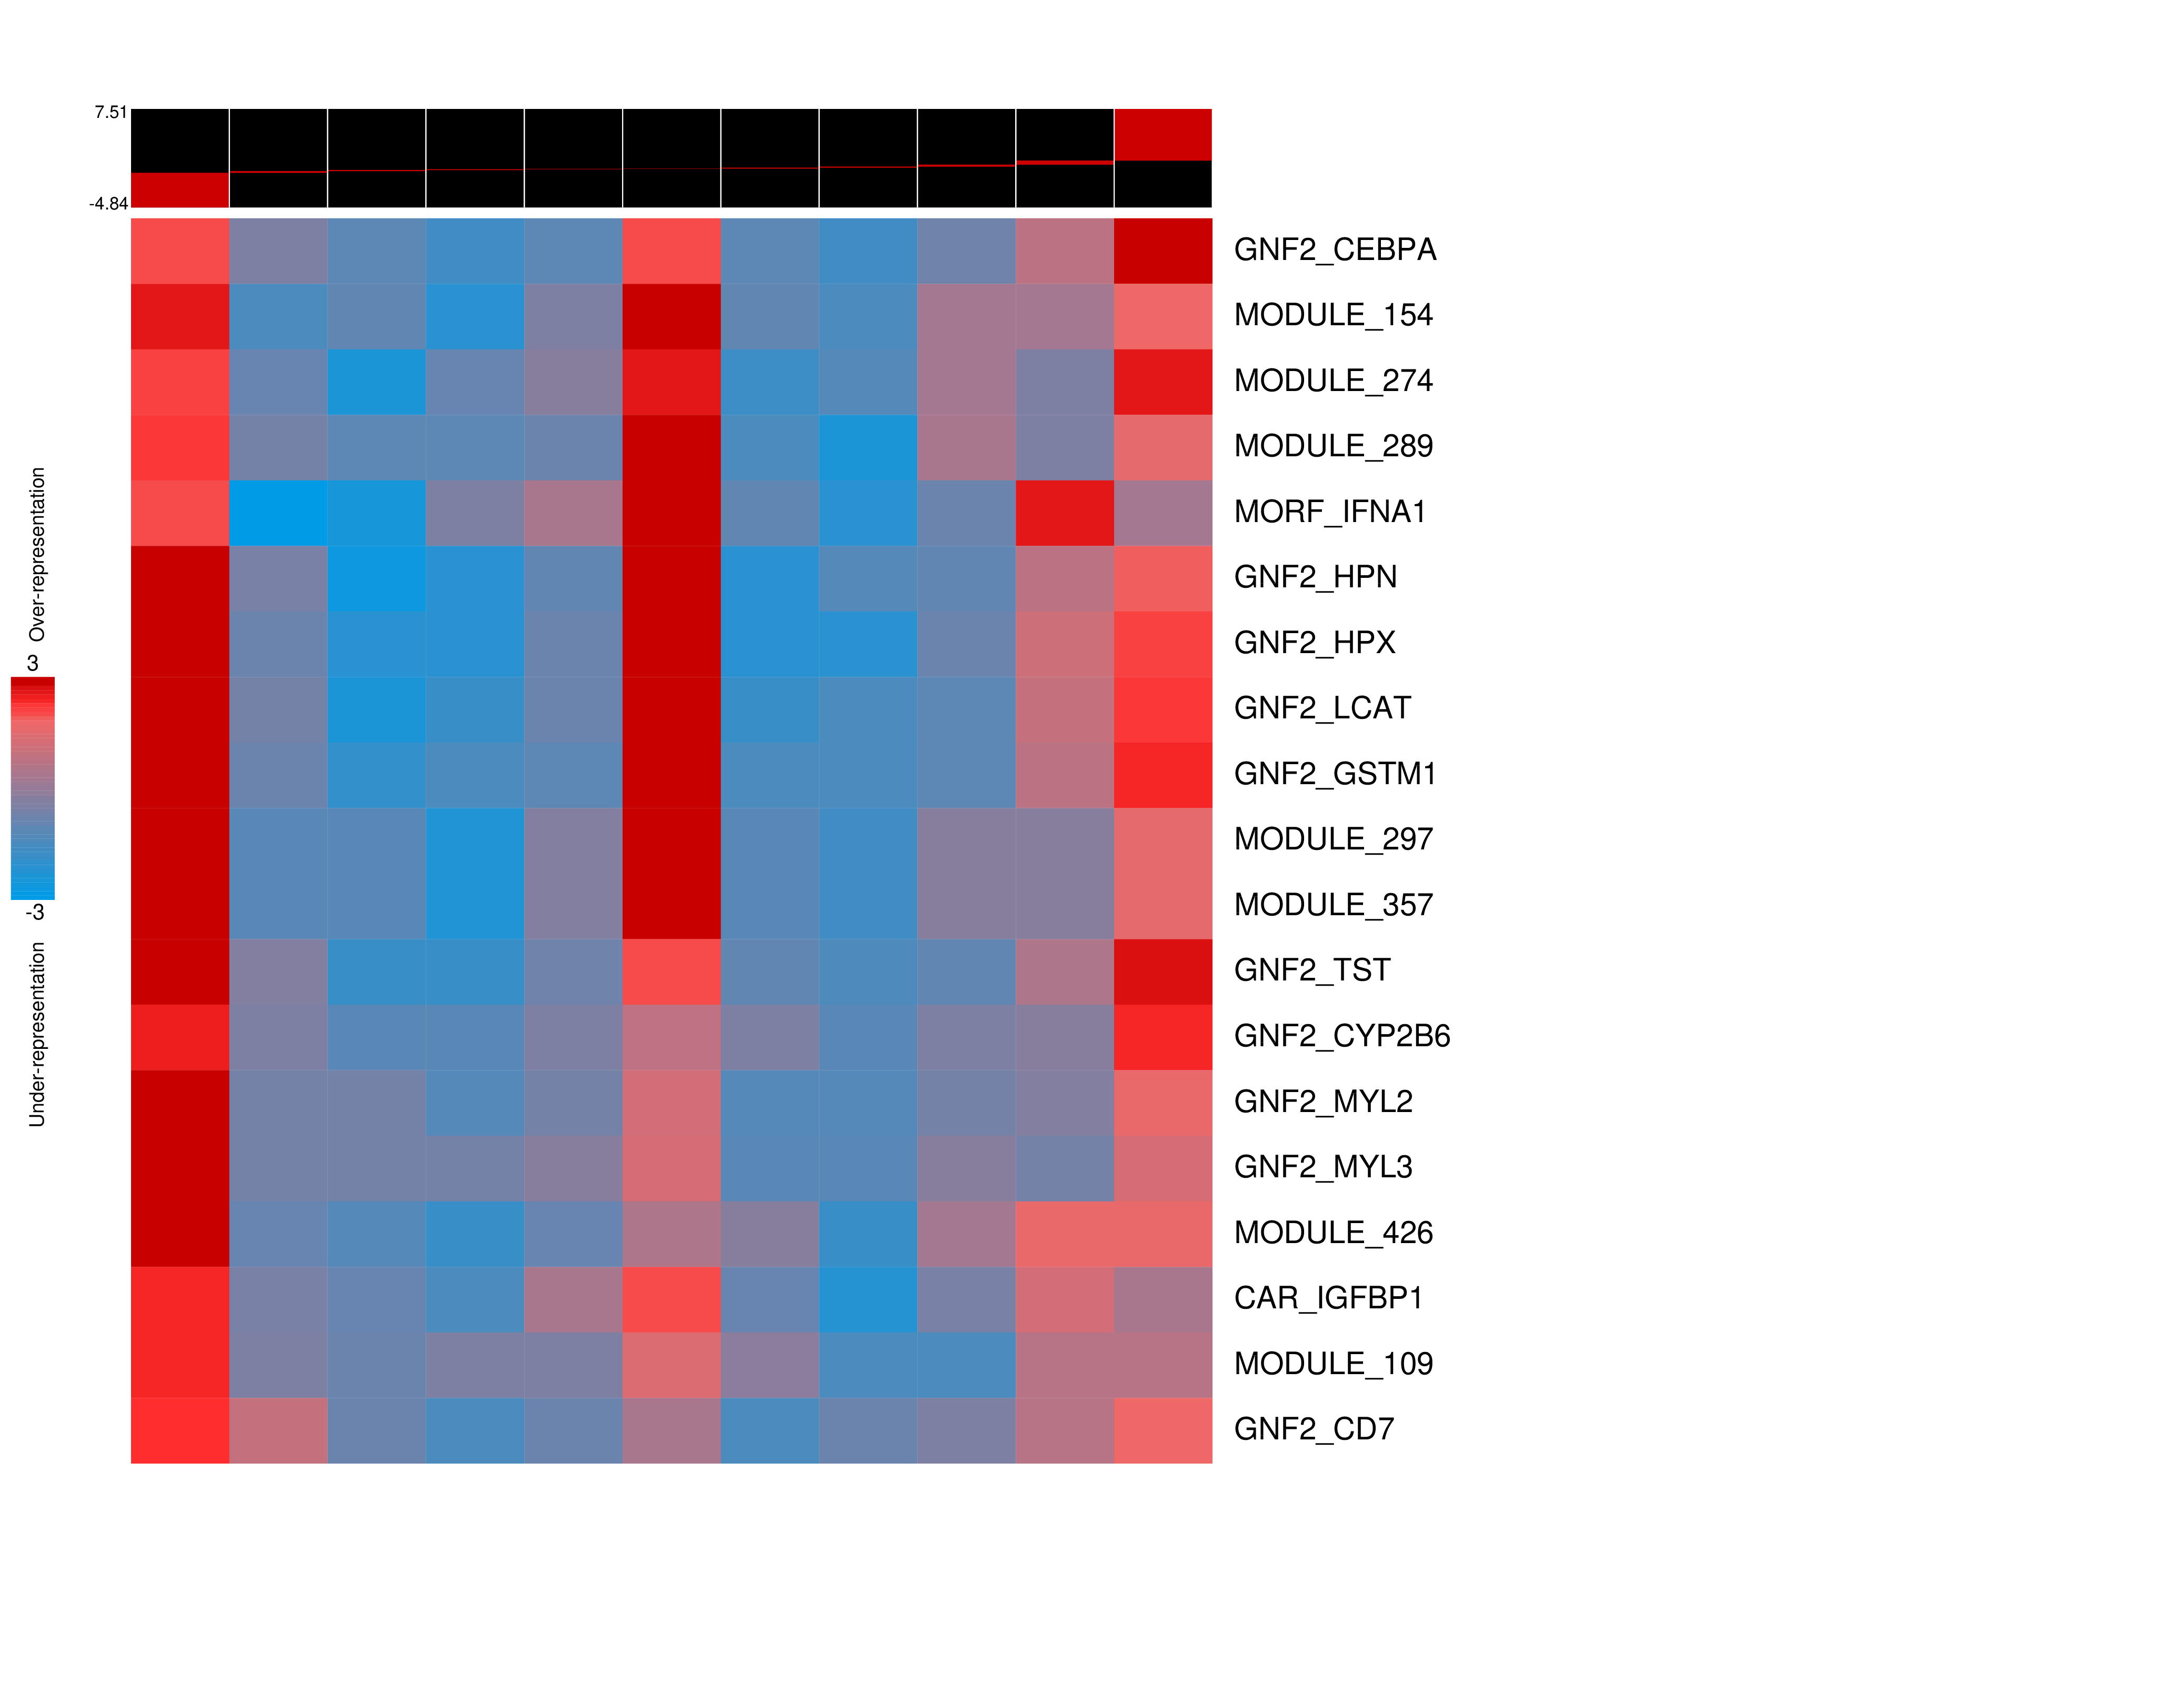 7.51
-4.84
GNF2_CEBPA
MODULE_154
MODULE_274
MODULE_289
MORF_IFNA1
GNF2_HPN
GNF2_HPX
GNF2_LCAT
GNF2_GSTM1
MODULE_297
MODULE_357
GNF2_TST
GNF2_CYP2B6
GNF2_MYL2
GNF2_MYL3
MODULE_426
CAR_IGFBP1
MODULE_109
GNF2_CD7
Over-representation
3
-3
Under-representation